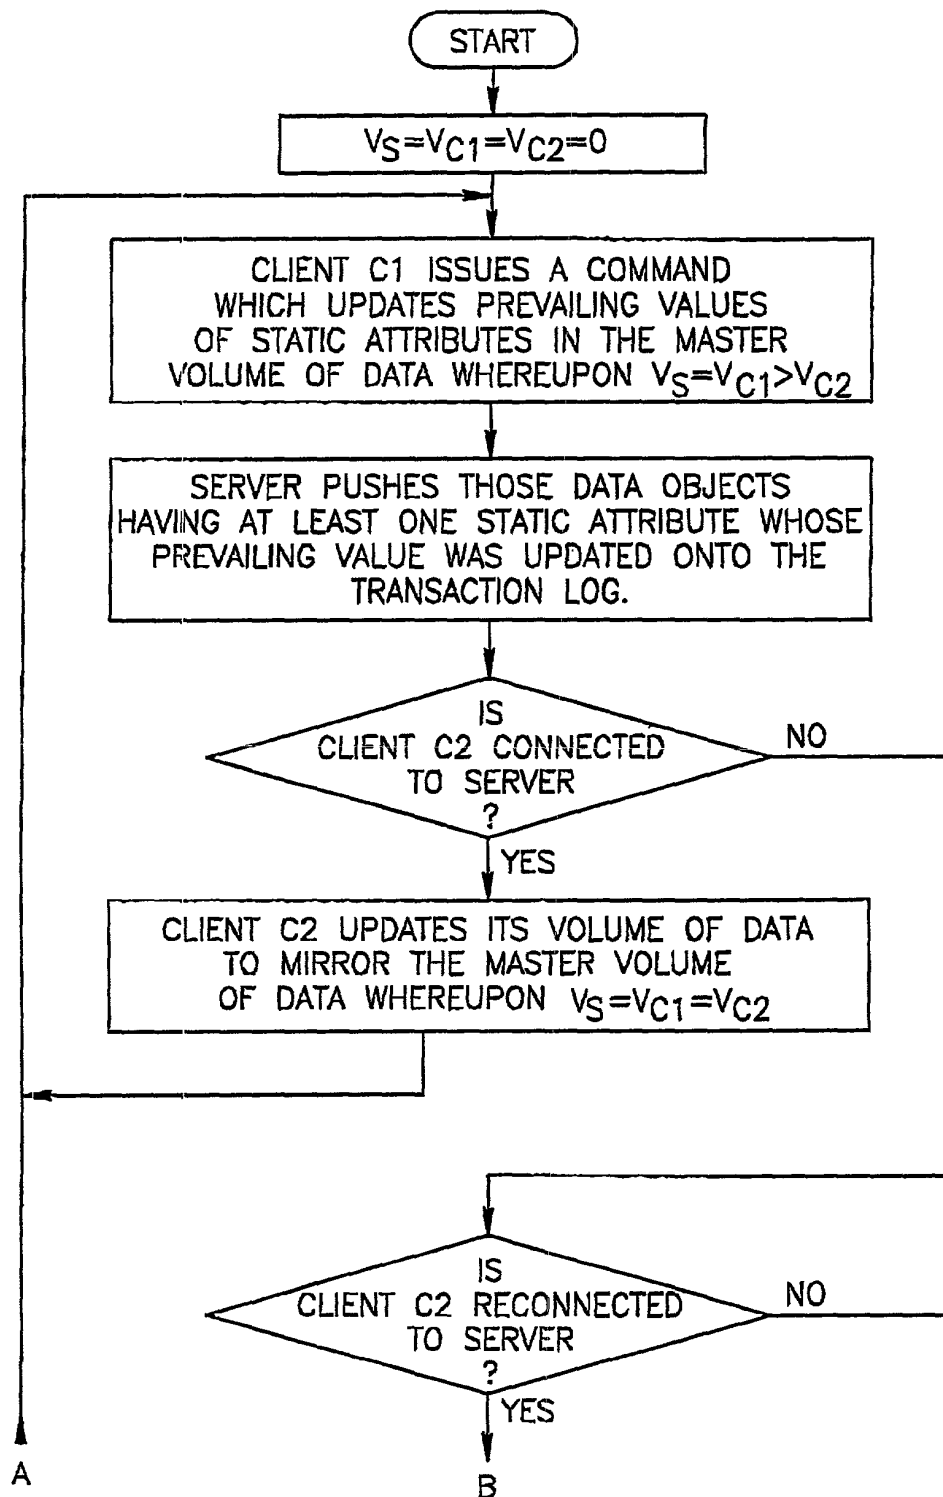 START
VS=VC1=VC2=0
CLIENT C1 ISSUES A COMMAND
WHICH UPDATES PREVAILING VALUES
OF STATIC ATTRIBUTES IN THE MASTER
VOLUME OF DATA WHEREUPON VS=VC1>VC2
SERVER PUSHES THOSE DATA OBJECTS
HAVING AT LEAST ONE STATIC ATTRIBUTE WHOSE
PREVAILING VALUE WAS UPDATED ONTO THE
TRANSACTION LOG.
IS
CLIENT C2 CONNECTED
TO SERVER
?
NO
YES
CLIENT C2 UPDATES ITS VOLUME OF DATA
TO MIRROR THE MASTER VOLUME
OF DATA WHEREUPON VS=VC1=VC2
IS
CLIENT C2 RECONNECTED
TO SERVER
?
NO
YES
A
B